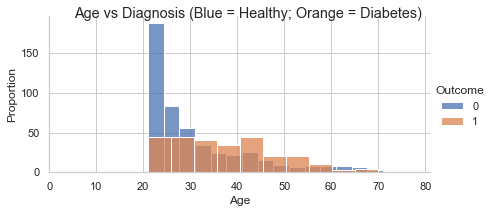 Age vs Diagnosis (Blue = Healthy; Orange = Diabetes)
150
100
50
0
Proportion
0 10 20 30 40 50 60 70 80
Age
Outcome
0
1